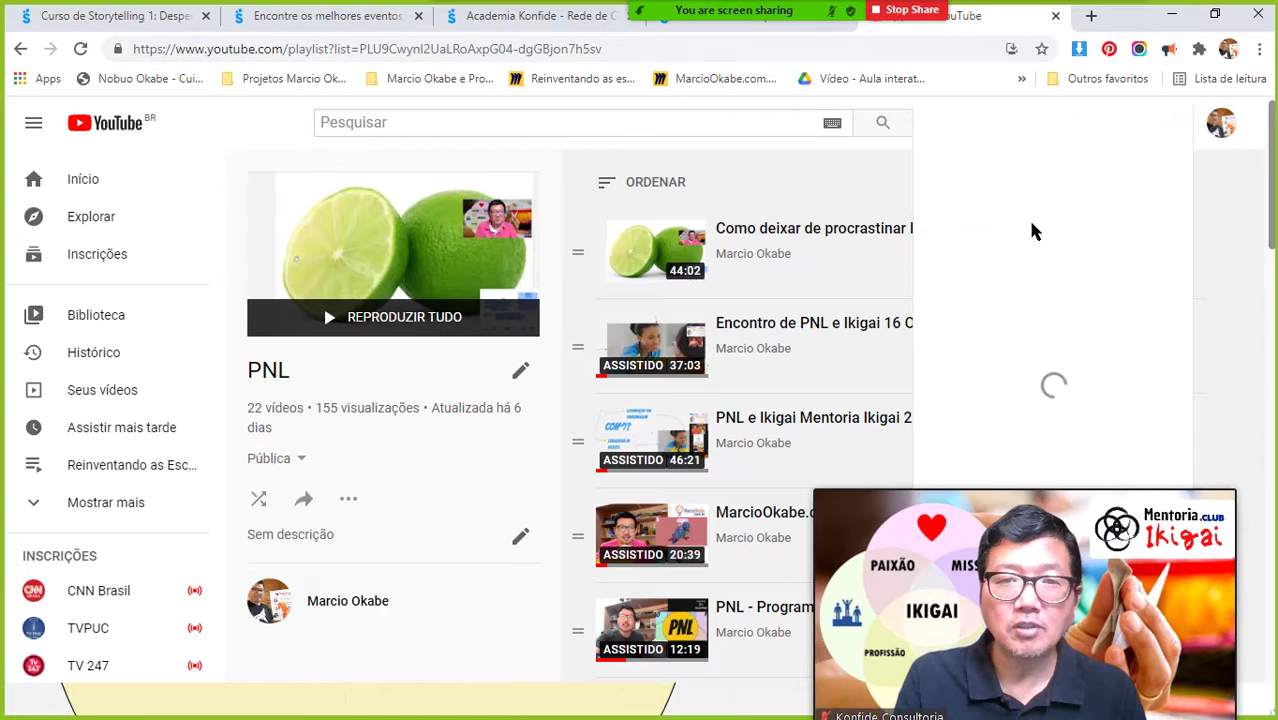 Curso de Storytelling 1: Despe
Encontre os melhores eventos
Academia Konfide - Rede de C
You are screen sharing
Stop Share
YouTube
https://www.youtube.com/playlist?list=PLU9CwynI2UaLRoAxpG04-dgGBjon7h5sv
Apps
Nobuo Okabe - Cui...
Projetos Marcio Ok...
Marcio Okabe e Pro...
Reinventando as es...
MarcioOkabe.com....
Vídeo - Aula interat...
»
Outros favoritos
Lista de leitura
YouTube BR
Pesquisar
Início
Explorar
Inscrições
Biblioteca
Histórico
Seus vídeos
Assistir mais tarde
Reinventando as Esc...
Mostrar mais
INSCRIÇÕES
CNN Brasil
TVPUC
TV 247
REPRODUZIR TUDO
PNL
22 vídeos • 155 visualizações • Atualizada há 6
dias
Pública
Sem descrição
Marcio Okabe
ORDENAR
44:02
Como deixar de procrastinar
Marcio Okabe
ASSISTIDO 37:03
Encontro de PNL e Ikigai 16
Marcio Okabe
COMO?
ASSISTIDO 46:21
PNL e Ikigai Mentoria Ikigai 2
Marcio Okabe
ASSISTIDO 20:39
MarcioOkabe.
Marcio Okab
PNL
ASSISTIDO 12:19
PNL - Program
Marcio Okab
PAIXÃO
MISS
IKIGAI
PROFISSÃO
Mentoria.CLUB
Ikigai
Konfide Consultoria